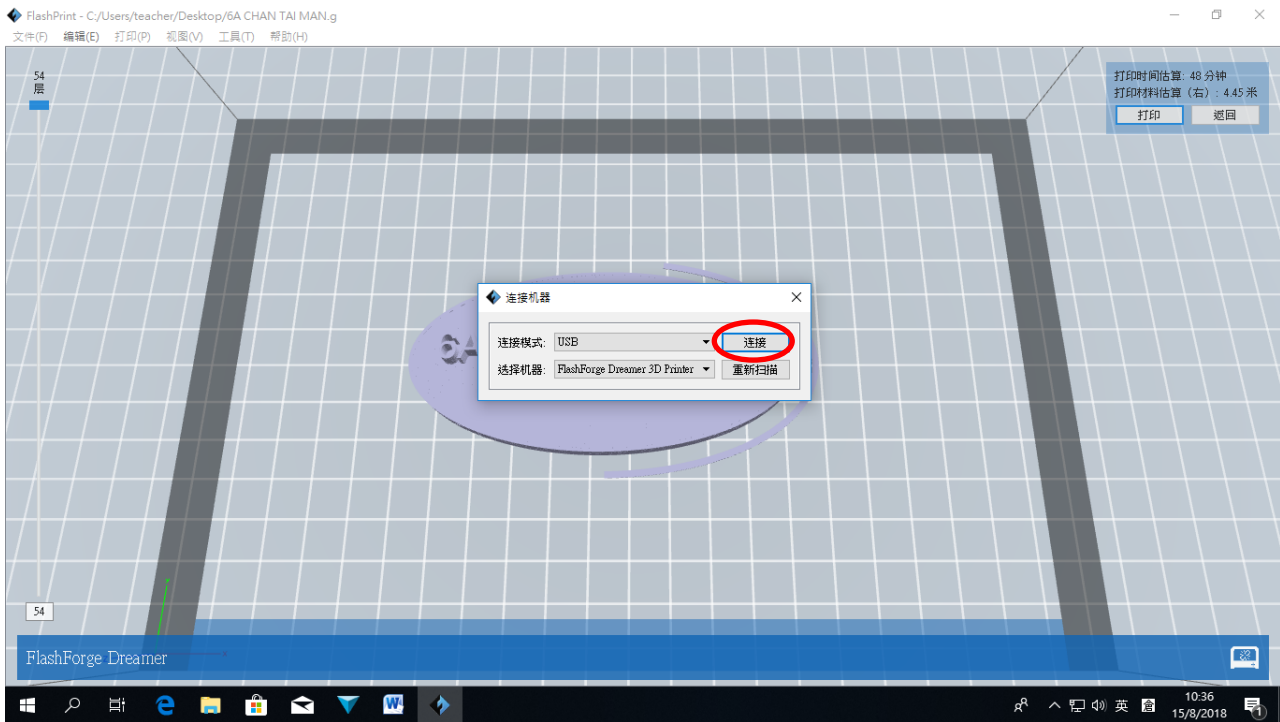 FlashPrint - C:/Users/teacher/Desktop/6A CHAN TAI MAN.g
文件(F) 编辑(E) 打印(P) 视图(V) 工具(T) 帮助(H)
54
层
打印时间估算: 48 分钟
打印材料估算（右）: 4.45 米
打印 返回
连接机器
连接模式: USB 连接
选择机器: FlashForge Dreamer 3D Printer 重新扫描
6A
54
FlashForge Dreamer
英 倉
10:36
15/8/2018
1